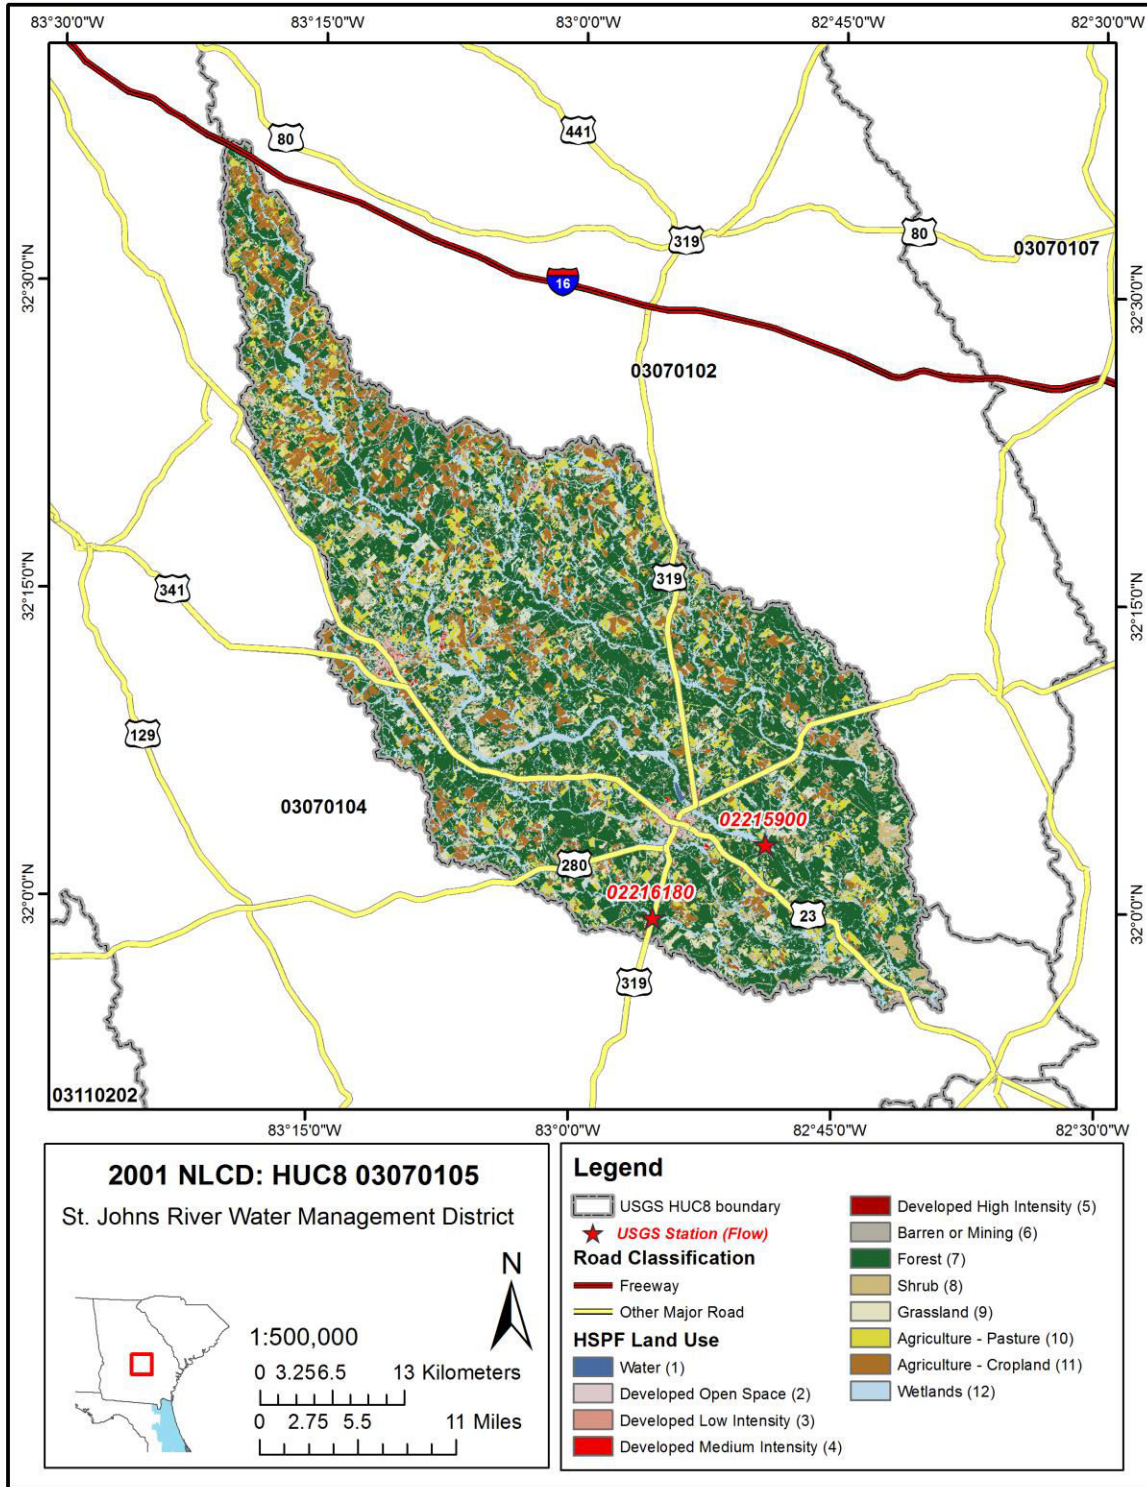 83°30'0"W 83°15'0"W 83°0'0"W 82°45'0"W 82°30'0"W
80
441
319
80
03070107
32°30'0"N
16
32°30'0"N
03070102
319
341
32°15'0"N
32°15'0"N
129
03070104
02215900
280
02216180
23
32°0'0"N
32°0'0"N
319
03110202
83°15'0"W 83°0'0"W 82°45'0"W 82°30'0"W
2001 NLCD: HUC8 03070105
St. Johns River Water Management District
N
1:500,000
0 3.256.5 13 Kilometers
0 2.75 5.5 11 Miles
Legend
USGS HUC8 boundary
USGS Station (Flow)
Road Classification
Freeway
Other Major Road
HSPF Land Use
Water (1)
Developed Open Space (2)
Developed Low Intensity (3)
Developed Medium Intensity (4)
Developed High Intensity (5)
Barren or Mining (6)
Forest (7)
Shrub (8)
Grassland (9)
Agriculture - Pasture (10)
Agriculture - Cropland (11)
Wetlands (12)